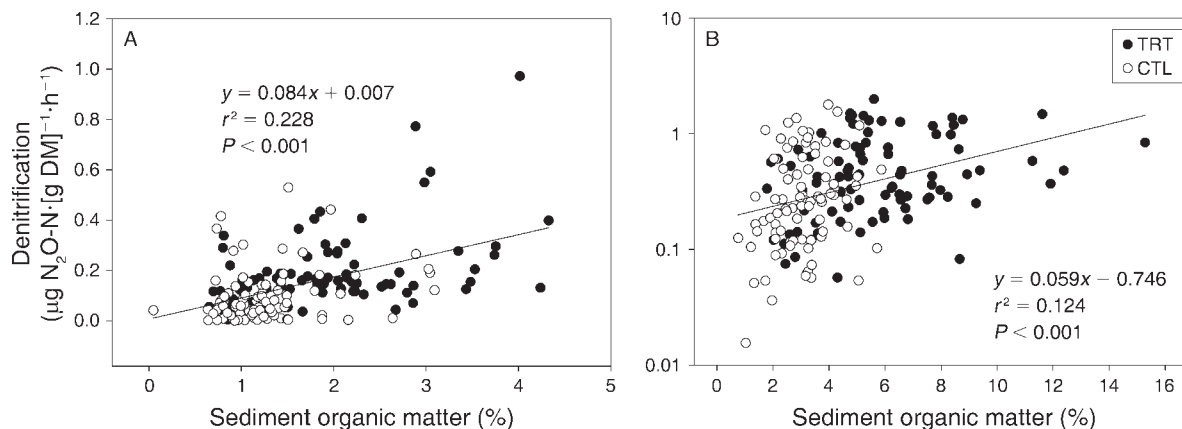 A
y = 0.084x + 0.007
r² = 0.228
P < 0.001
Denitrification
(µg N₂O-N·[g DM]⁻¹·h⁻¹)
1.2
1.0
0.8
0.6
0.4
0.2
0.0
0 1 2 3 4 5
Sediment organic matter (%)
B
TRT
CTL
y = 0.059x − 0.746
r² = 0.124
P < 0.001
10
1
0.1
0.01
0 2 4 6 8 10 12 14 16
Sediment organic matter (%)